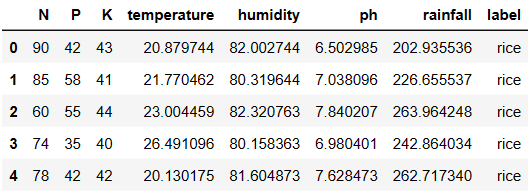 N P K temperature humidity ph rainfall label
0 90 42 43 20.879744 82.002744 6.502985 202.935536 rice
1 85 58 41 21.770462 80.319644 7.038096 226.655537 rice
2 60 55 44 23.004459 82.320763 7.840207 263.964248 rice
3 74 35 40 26.491096 80.158363 6.980401 242.864034 rice
4 78 42 42 20.130175 81.604873 7.628473 262.717340 rice